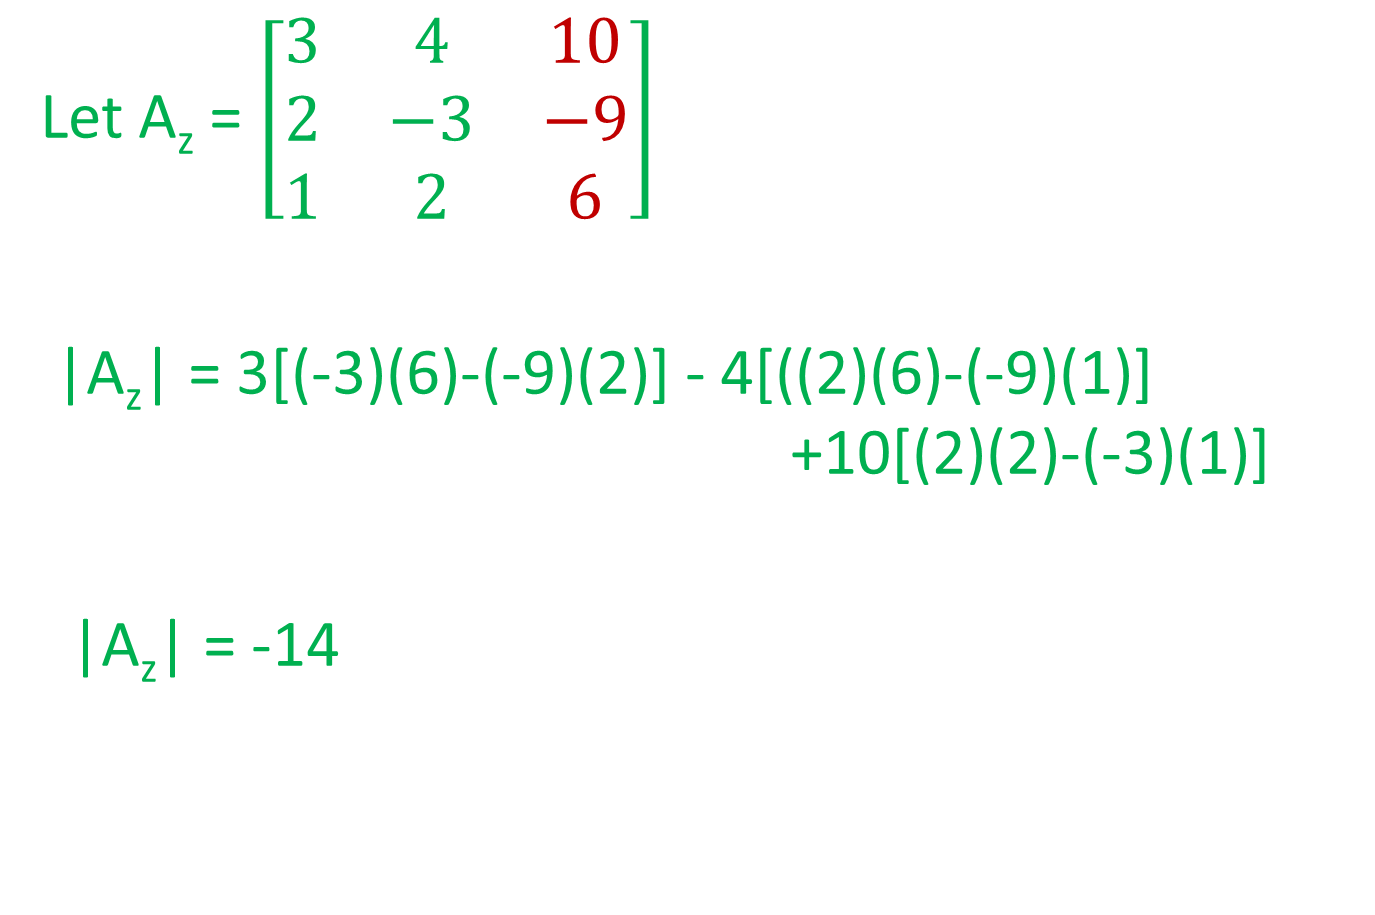 Let A_z = [3 4 10
2 −3 −9
1 2 6]
|A_z| = 3[(-3)(6)-(-9)(2)] - 4[((2)(6)-(-9)(1)]
+10[(2)(2)-(-3)(1)]
|A_z| = -14